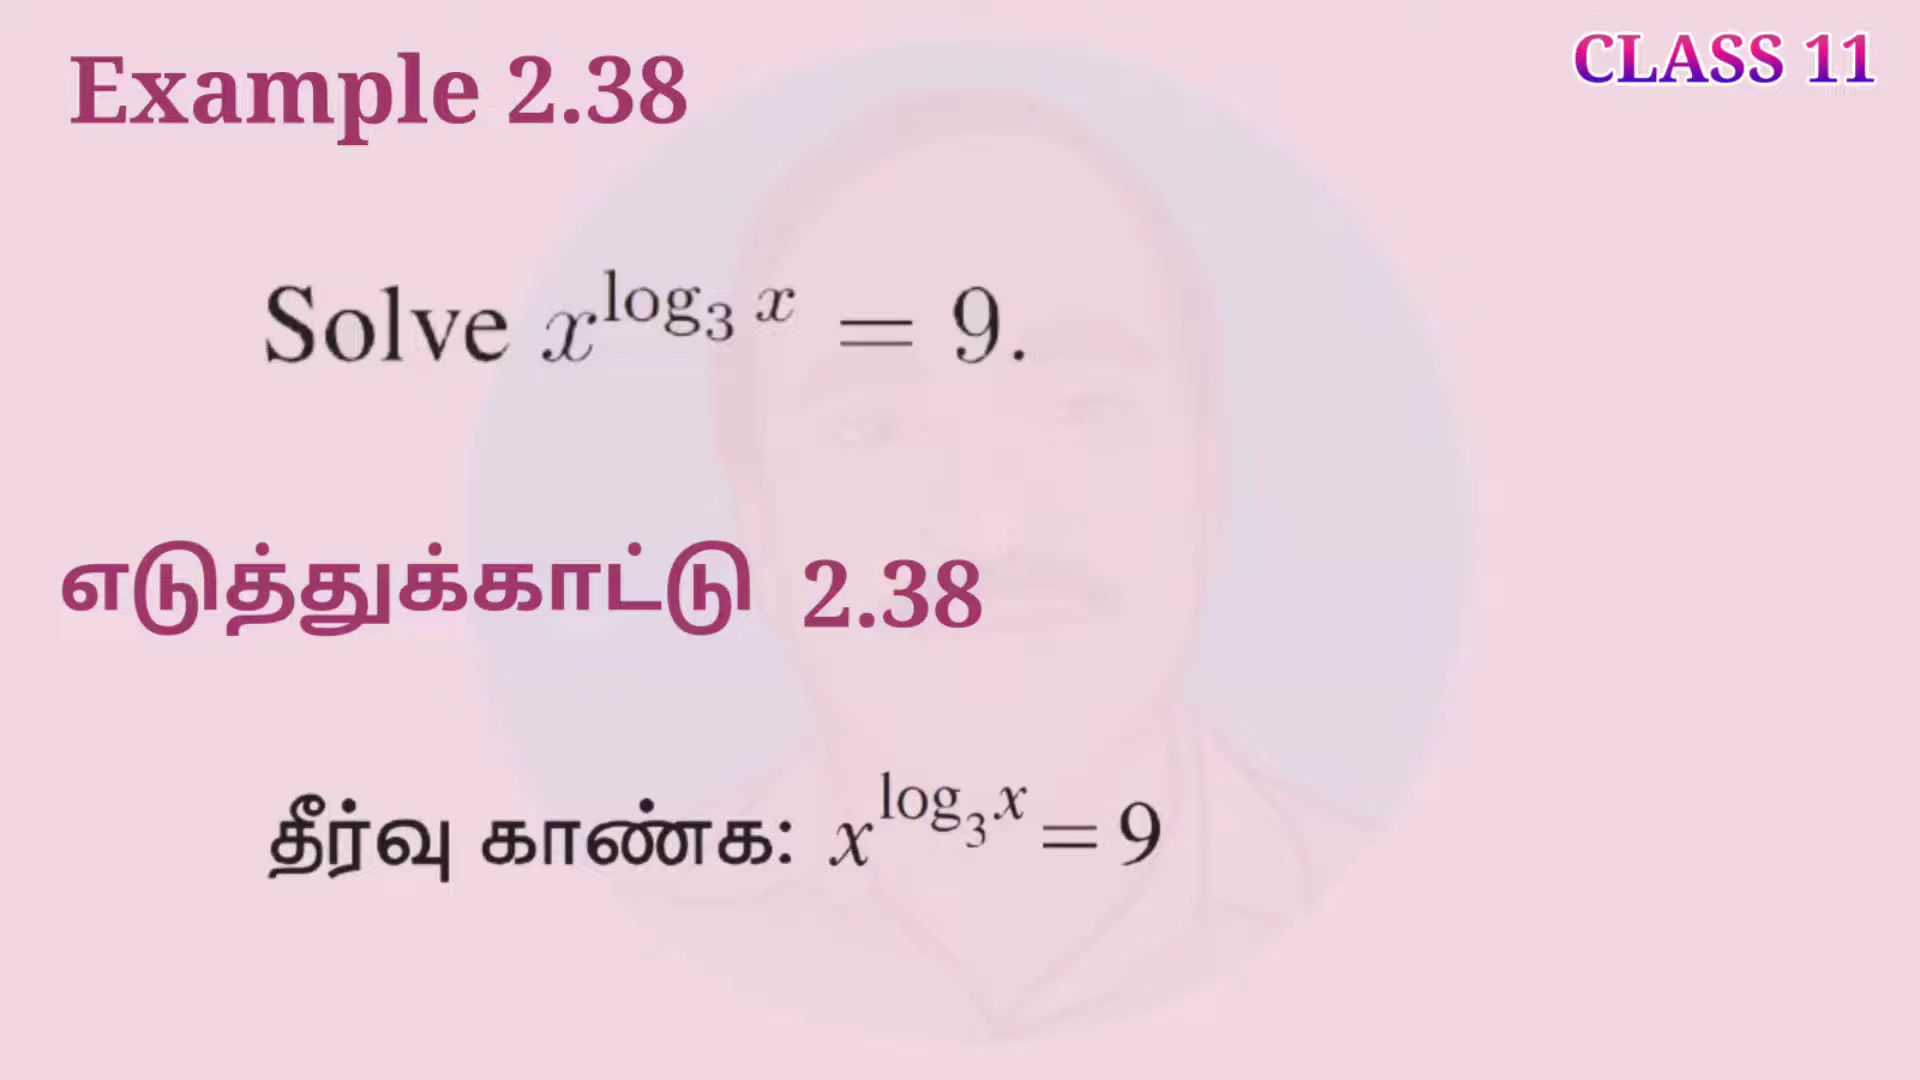 Example 2.38
CLASS 11
Solve x^{log_3 x} = 9.
எடுத்துக்காட்டு 2.38
தீர்வு காண்க: x^{log_3 x} = 9